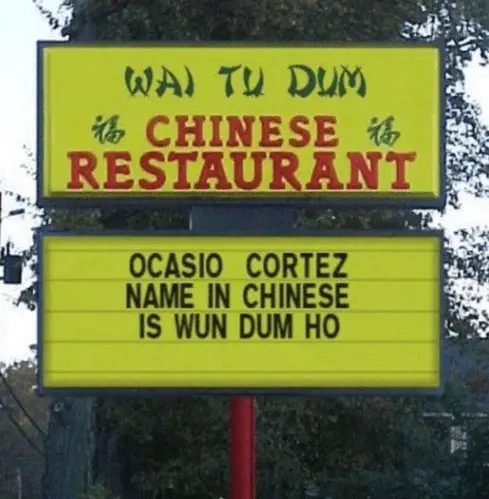 WAI TU DUM
福 CHINESE 福
RESTAURANT
OCASIO CORTEZ
NAME IN CHINESE
IS WUN DUM HO